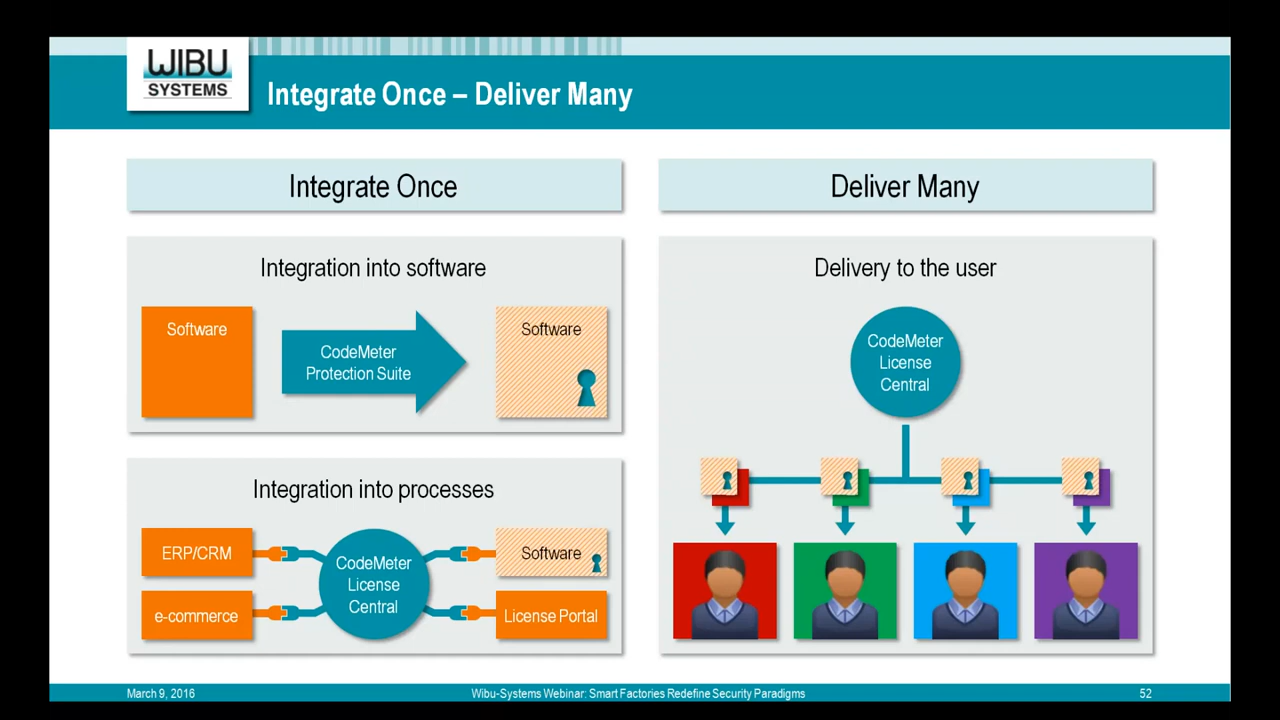 WIBU
SYSTEMS
Integrate Once – Deliver Many
Integrate Once
Integration into software
Software
CodeMeter
Protection Suite
Software
Integration into processes
ERP/CRM
e-commerce
CodeMeter
License
Central
Software
License Portal
Deliver Many
Delivery to the user
CodeMeter
License
Central
March 9, 2016
Wibu-Systems Webinar: Smart Factories Redefine Security Paradigms
52